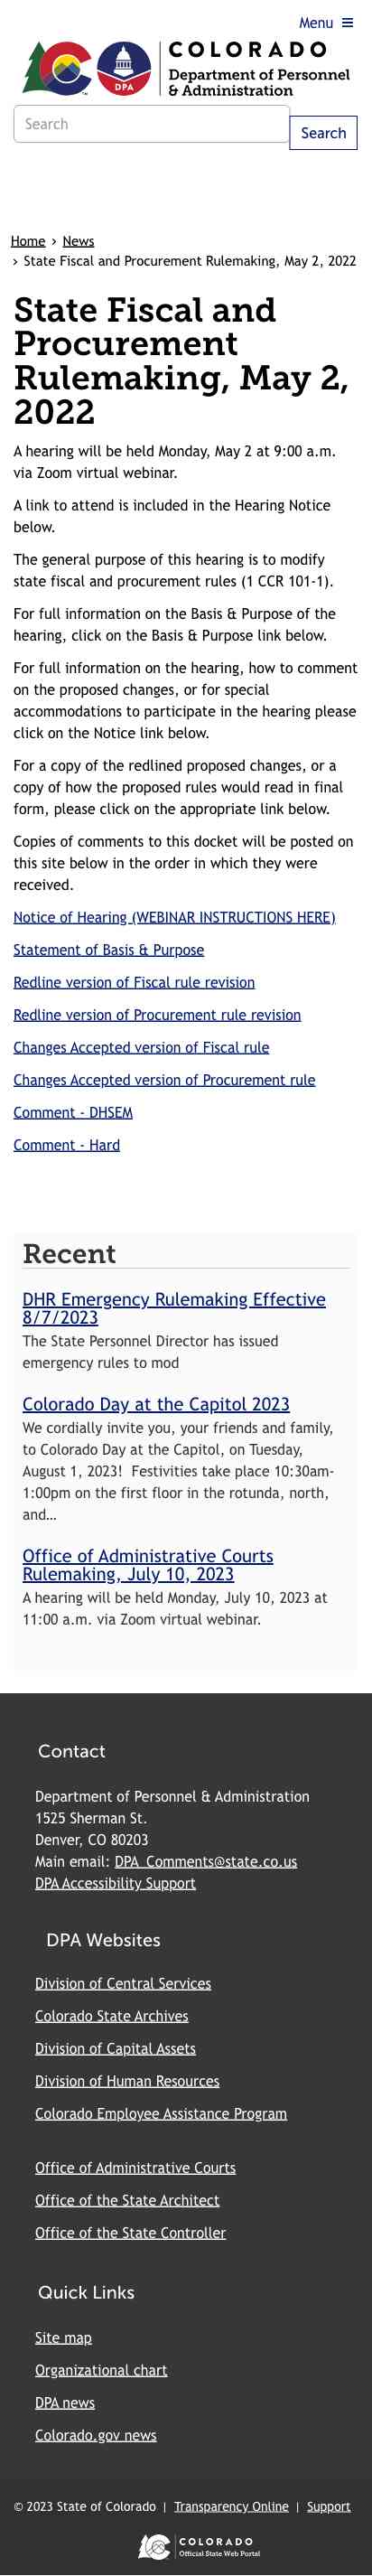 Menu
COLORADO
Department of Personnel
& Administration
DPA
Search
Search
Home › News
› State Fiscal and Procurement Rulemaking, May 2, 2022
State Fiscal and
Procurement
Rulemaking, May 2,
2022
A hearing will be held Monday, May 2 at 9:00 a.m.
via Zoom virtual webinar.
A link to attend is included in the Hearing Notice
below.
The general purpose of this hearing is to modify
state fiscal and procurement rules (1 CCR 101-1).
For full information on the Basis & Purpose of the
hearing, click on the Basis & Purpose link below.
For full information on the hearing, how to comment
on the proposed changes, or for special
accommodations to participate in the hearing please
click on the Notice link below.
For a copy of the redlined proposed changes, or a
copy of how the proposed rules would read in final
form, please click on the appropriate link below.
Copies of comments to this docket will be posted on
this site below in the order in which they were
received.
Notice of Hearing (WEBINAR INSTRUCTIONS HERE)
Statement of Basis & Purpose
Redline version of Fiscal rule revision
Redline version of Procurement rule revision
Changes Accepted version of Fiscal rule
Changes Accepted version of Procurement rule
Comment - DHSEM
Comment - Hard
Recent
DHR Emergency Rulemaking Effective
8/7/2023
The State Personnel Director has issued
emergency rules to mod
Colorado Day at the Capitol 2023
We cordially invite you, your friends and family,
to Colorado Day at the Capitol, on Tuesday,
August 1, 2023!  Festivities take place 10:30am-
1:00pm on the first floor in the rotunda, north,
and...
Office of Administrative Courts
Rulemaking, July 10, 2023
A hearing will be held Monday, July 10, 2023 at
11:00 a.m. via Zoom virtual webinar.
Contact
Department of Personnel & Administration
1525 Sherman St.
Denver, CO 80203
Main email: DPA_Comments@state.co.us
DPA Accessibility Support
DPA Websites
Division of Central Services
Colorado State Archives
Division of Capital Assets
Division of Human Resources
Colorado Employee Assistance Program
Office of Administrative Courts
Office of the State Architect
Office of the State Controller
Quick Links
Site map
Organizational chart
DPA news
Colorado.gov news
© 2023 State of Colorado | Transparency Online | Support
COLORADO
Official State Web Portal